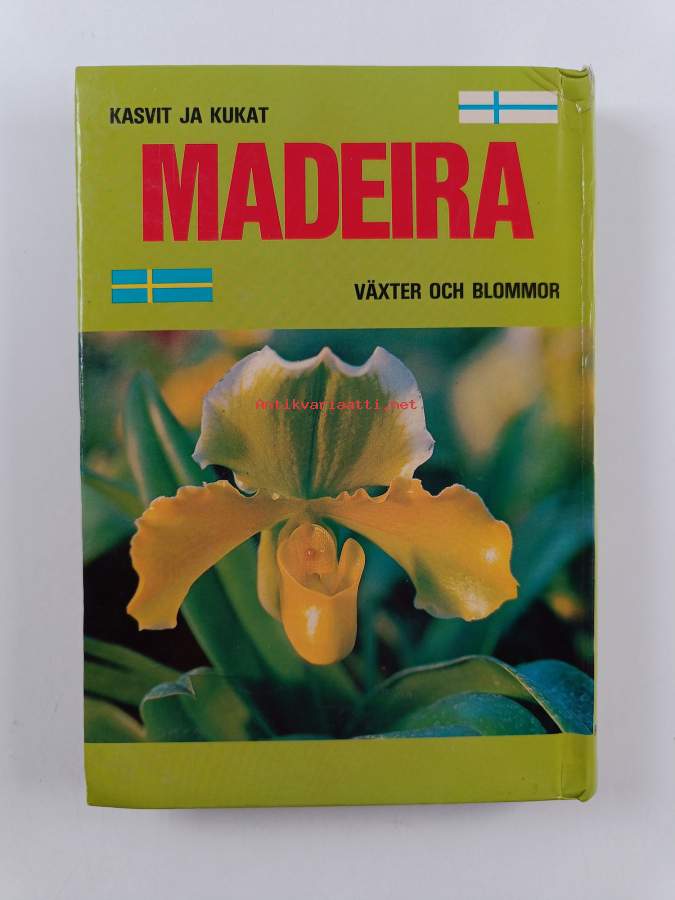 KASVIT JA KUKAT
MADEIRA
VÄXTER OCH BLOMMOR
Antikvariaatti.net